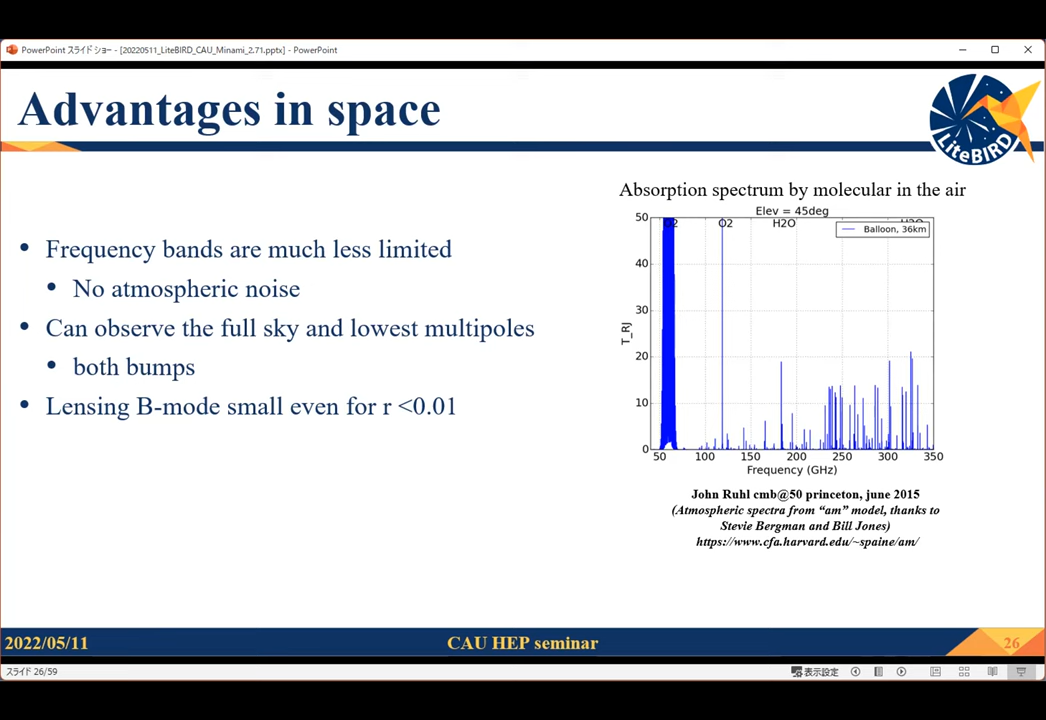 PowerPoint スライド ショー - [20220511_LiteBIRD_CAU_Minami_2.71.pptx] - PowerPoint
Advantages in space
LiteBIRD
• Frequency bands are much less limited
• No atmospheric noise
• Can observe the full sky and lowest multipoles
• both bumps
• Lensing B-mode small even for r <0.01
Absorption spectrum by molecular in the air
Elev = 45deg
O2 O2 H2O H2O
Balloon, 36km
T_RJ
50
40
30
20
10
0
50 100 150 200 250 300 350
Frequency (GHz)
John Ruhl cmb@50 princeton, june 2015
(Atmospheric spectra from “am” model, thanks to
Stevie Bergman and Bill Jones)
https://www.cfa.harvard.edu/~spaine/am/
2022/05/11 CAU HEP seminar 26
スライド 26/59 表示設定